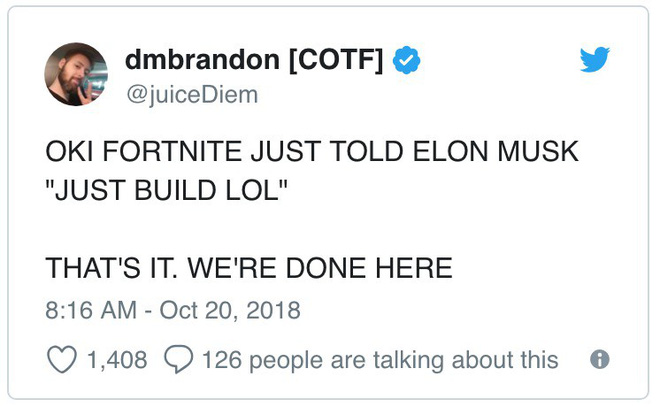 dmbrandon [COTF]
@juiceDiem
OKI FORTNITE JUST TOLD ELON MUSK
"JUST BUILD LOL"
THAT'S IT. WE'RE DONE HERE
8:16 AM - Oct 20, 2018
1,408 126 people are talking about this